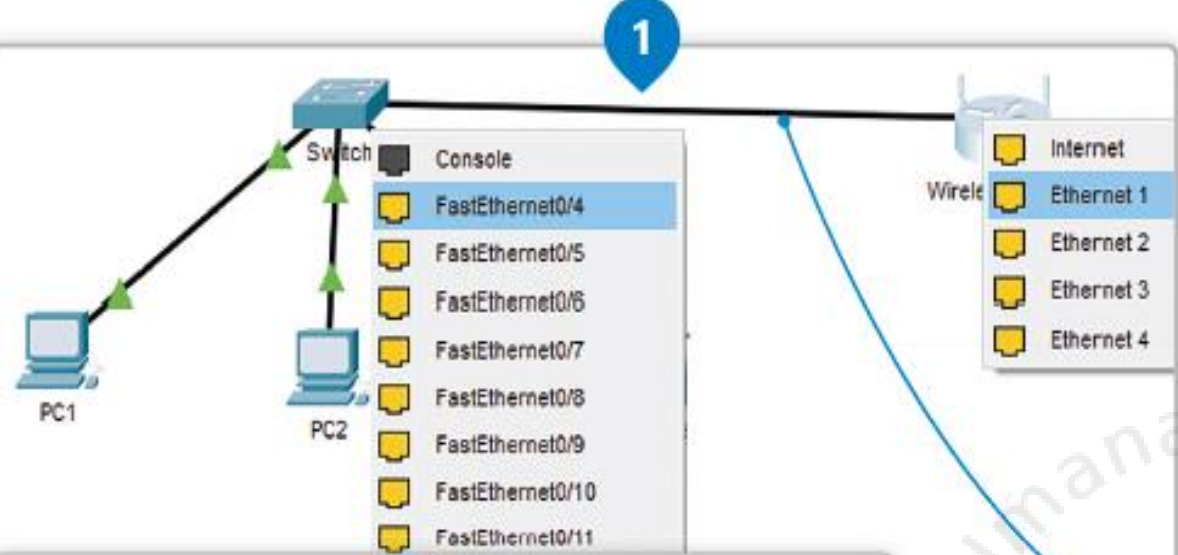 1
Switch
Console
FastEthernet0/4
FastEthernet0/5
FastEthernet0/6
FastEthernet0/7
FastEthernet0/8
FastEthernet0/9
FastEthernet0/10
FastEthernet0/11
PC1
PC2
Internet
Ethernet 1
Ethernet 2
Ethernet 3
Ethernet 4